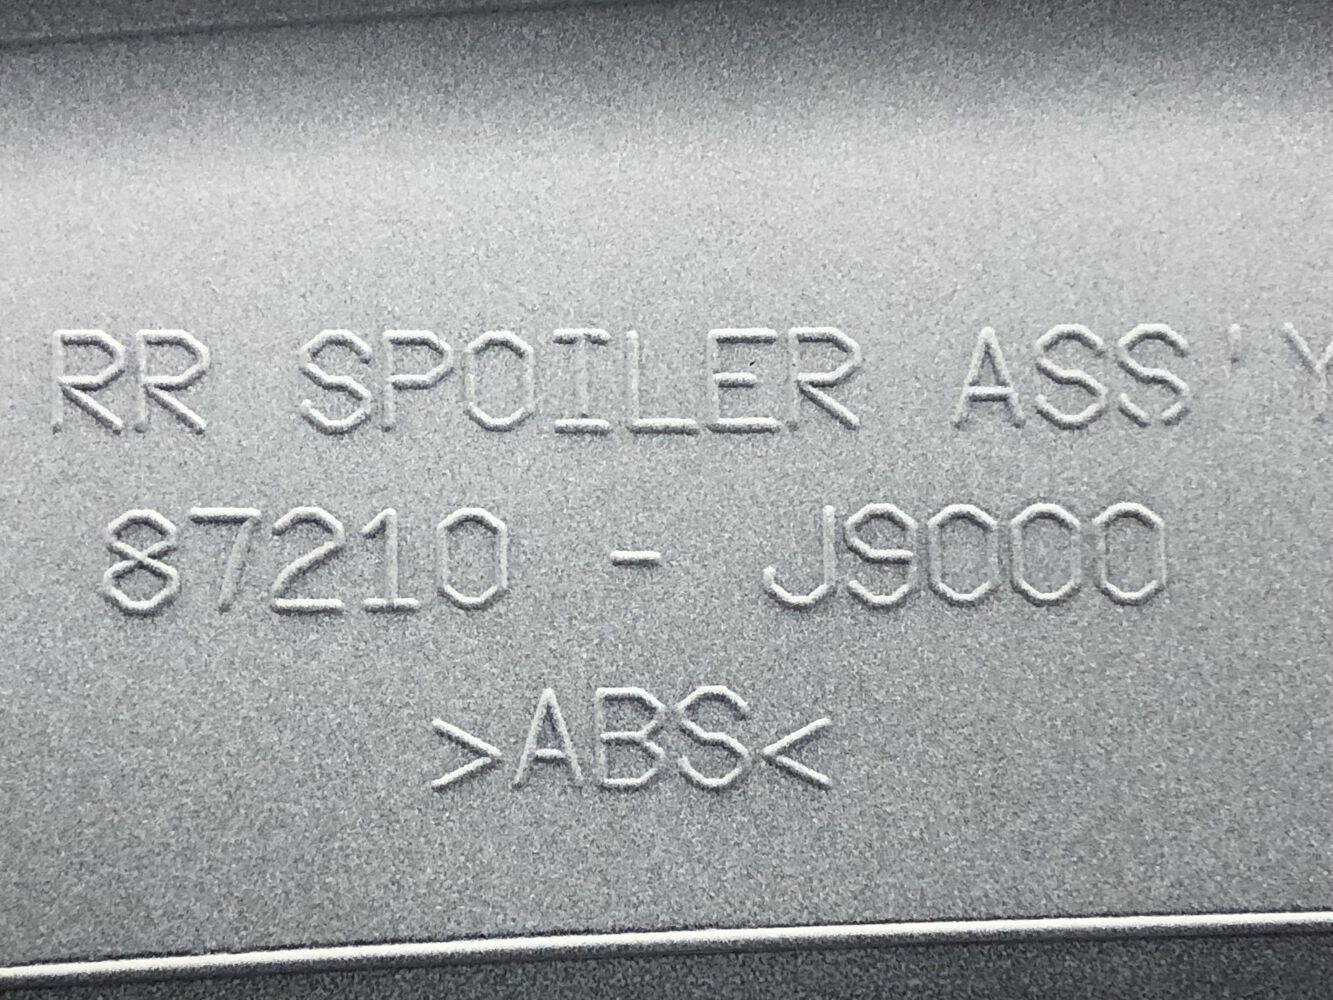 RR SPOILER ASS'Y
87210 - J9000
>ABS<